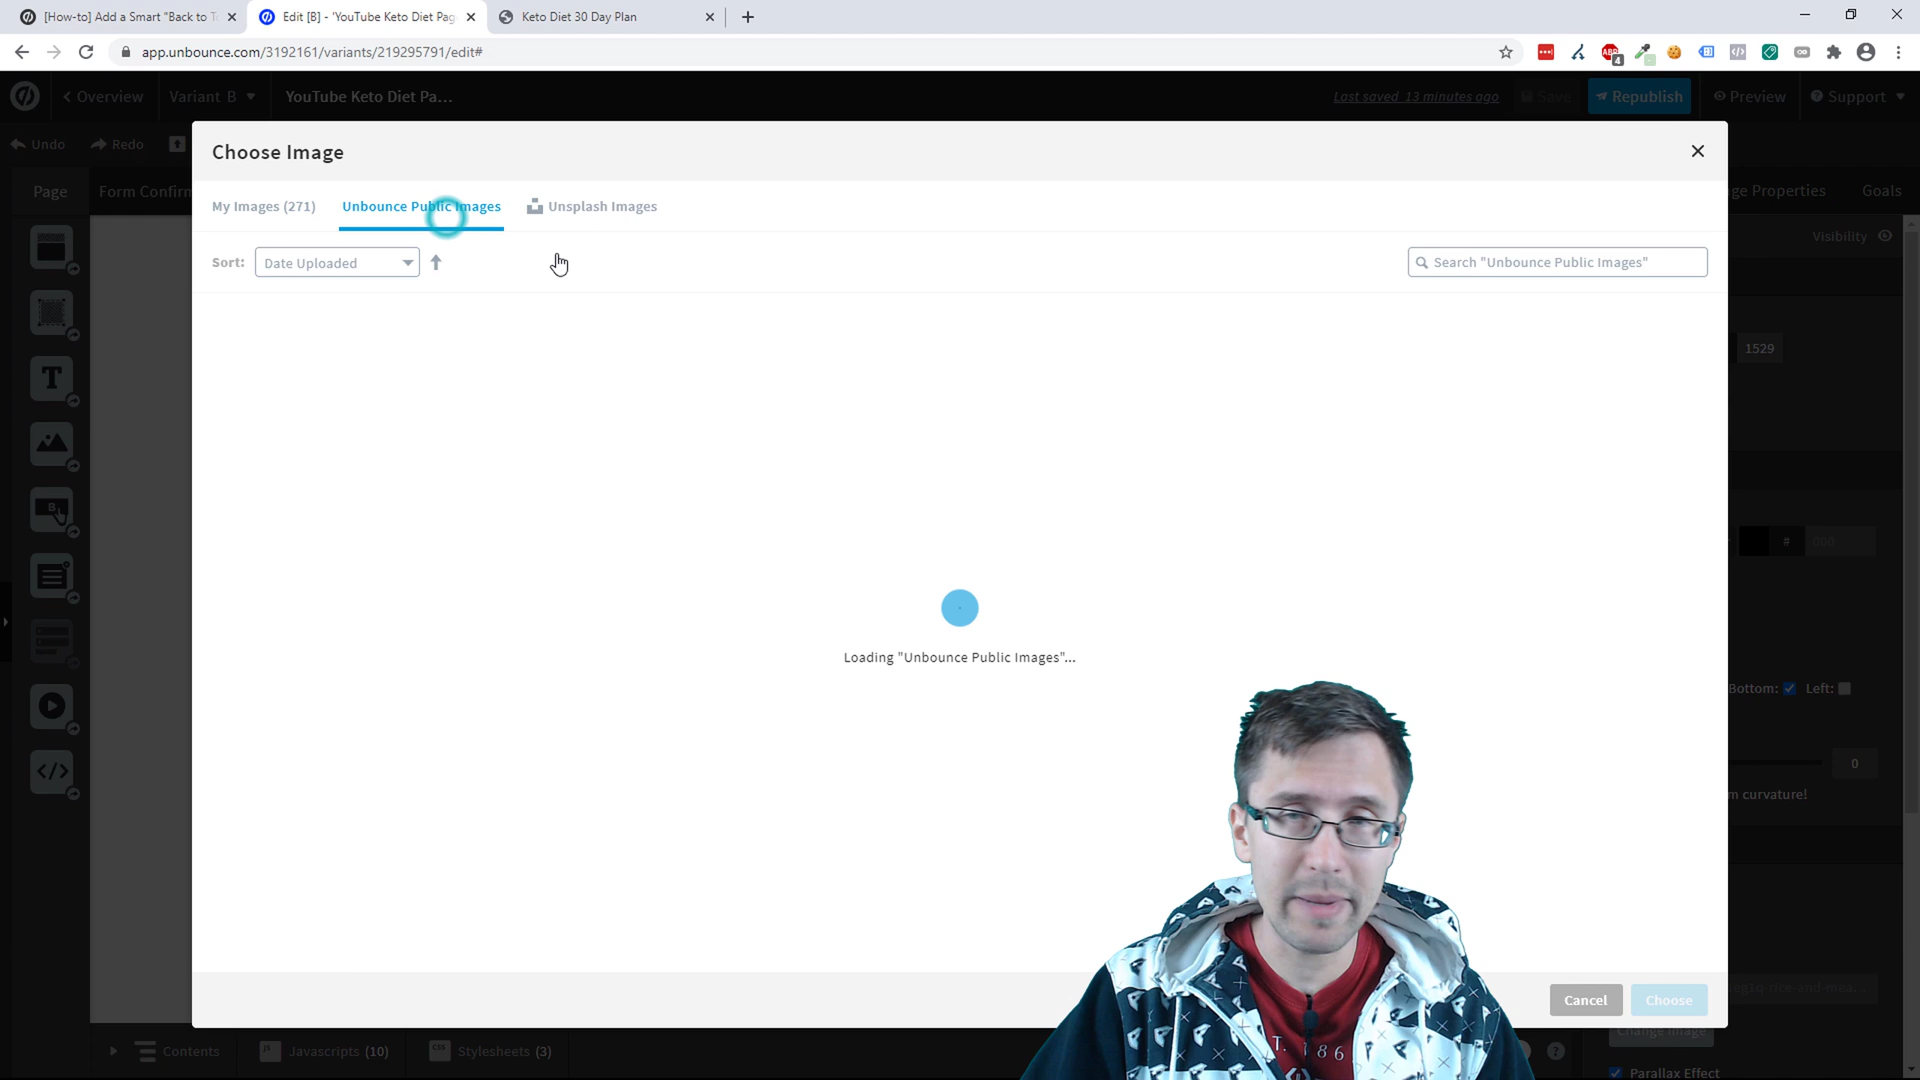 [How-to] Add a Smart "Back to T
Edit [B] - 'YouTube Keto Diet Pag
Keto Diet 30 Day Plan
app.unbounce.com/3192161/variants/219295791/edit#
Overview
Variant B
YouTube Keto Diet Pa...
Last saved 13 minutes ago
Save
Republish
Preview
Support
Undo
Redo
Choose Image
Page
Form Confirm
My Images (271)
Unbounce Public Images
Unsplash Images
ge Properties
Goals
Visibility
Sort:
Date Uploaded
Search "Unbounce Public Images"
1529
# 000
Loading "Unbounce Public Images"...
Bottom:
Left:
0
m curvature!
Cancel
Choose
Change Image
Contents
Javascripts (10)
Stylesheets (3)
Parallax Effect
T. 186